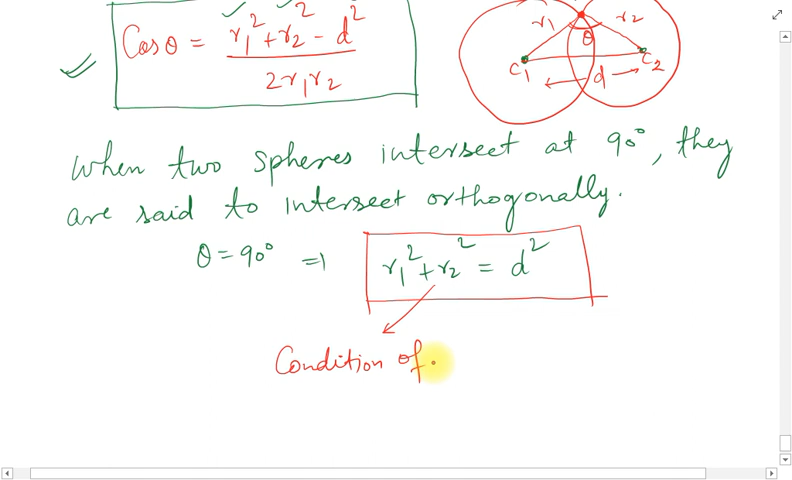 Cosθ = r₁² + r₂² - d² / 2r₁r₂
r₁ r₂
θ
C₁ d C₂
When two spheres intersect at 90°, they
are said to intersect orthogonally.
θ = 90° ⇒ r₁² + r₂² = d²
Condition of